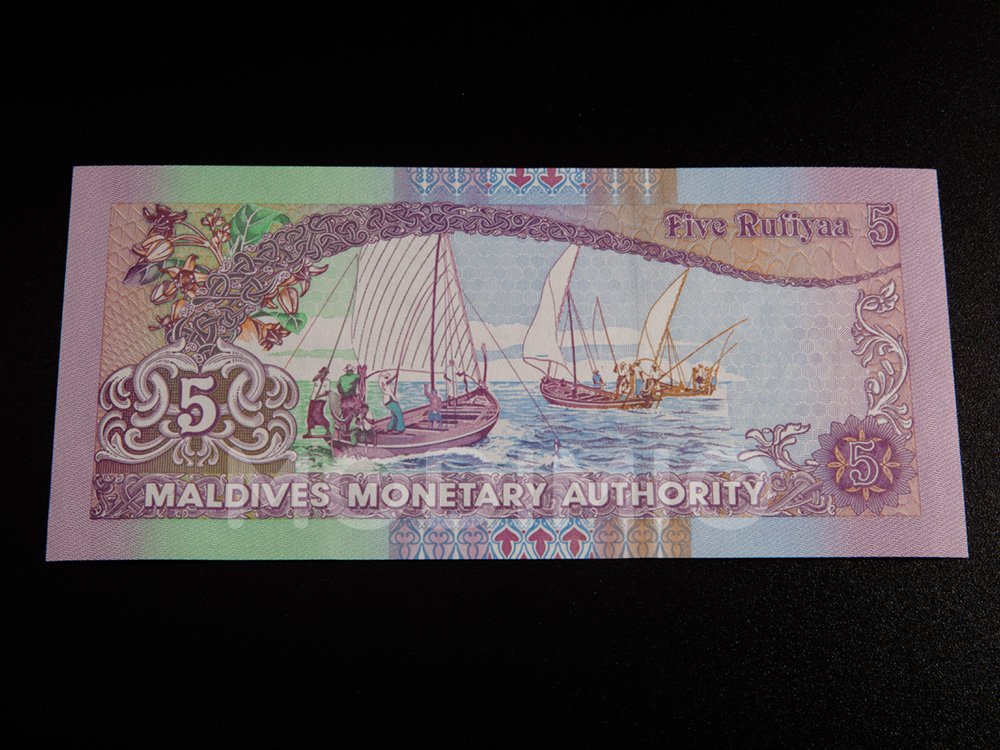 Five Rufiyaa 5
5
5
MALDIVES MONETARY AUTHORITY